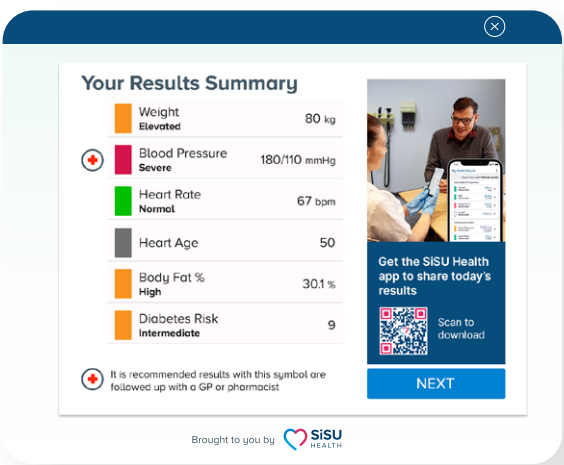 Your Results Summary
Weight
Elevated
80 kg
Blood Pressure
Severe
180/110 mmHg
Heart Rate
Normal
67 bpm
Heart Age
50
Body Fat %
High
30.1 %
Diabetes Risk
Intermediate
9
It is recommended results with this symbol are
followed up with a GP or pharmacist
My Health Results
Get the SiSU Health
app to share today's
results
Scan to
download
NEXT
Brought to you by
SiSU
HEALTH